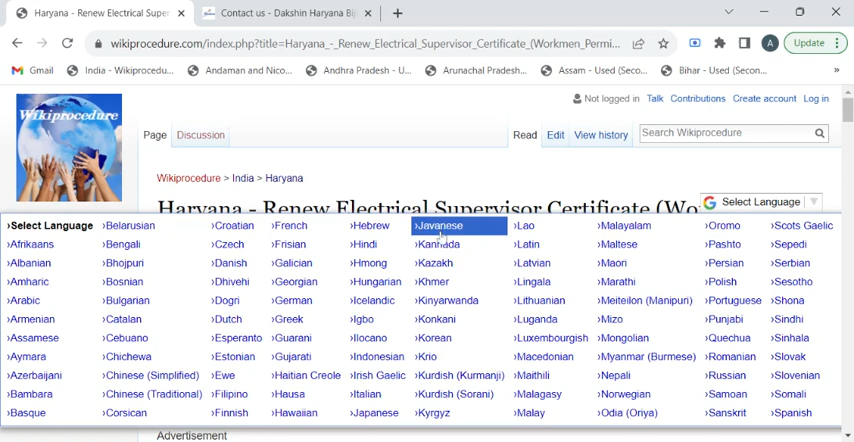 Haryana - Renew Electrical Super
Contact us - Dakshin Haryana Bij
wikiprocedure.com/index.php?title=Haryana_-_Renew_Electrical_Supervisor_Certificate_(Workmen_Permi...
A
Update
Gmail
India - Wikiprocedu...
Andaman and Nico...
Andhra Pradesh - U...
Arunachal Pradesh...
Assam - Used (Seco...
Bihar - Used (Secon...
»
Wikiprocedure
Not logged in Talk Contributions Create account Log in
Page Discussion
Read Edit View history
Search Wikiprocedure
Wikiprocedure > India > Haryana
Haryana - Renew Electrical Supervisor Certificate (Wo
Select Language
›Select Language ›Belarusian ›Croatian ›French ›Hebrew ›Javanese ›Lao ›Malayalam ›Oromo ›Scots Gaelic
›Afrikaans ›Bengali ›Czech ›Frisian ›Hindi ›Kannada ›Latin ›Maltese ›Pashto ›Sepedi
›Albanian ›Bhojpuri ›Danish ›Galician ›Hmong ›Kazakh ›Latvian ›Maori ›Persian ›Serbian
›Amharic ›Bosnian ›Dhivehi ›Georgian ›Hungarian ›Khmer ›Lingala ›Marathi ›Polish ›Sesotho
›Arabic ›Bulgarian ›Dogri ›German ›Icelandic ›Kinyarwanda ›Lithuanian ›Meiteilon (Manipuri) ›Portuguese ›Shona
›Armenian ›Catalan ›Dutch ›Greek ›Igbo ›Konkani ›Luganda ›Mizo ›Punjabi ›Sindhi
›Assamese ›Cebuano ›Esperanto ›Guarani ›Ilocano ›Korean ›Luxembourgish ›Mongolian ›Quechua ›Sinhala
›Aymara ›Chichewa ›Estonian ›Gujarati ›Indonesian ›Krio ›Macedonian ›Myanmar (Burmese) ›Romanian ›Slovak
›Azerbaijani ›Chinese (Simplified) ›Ewe ›Haitian Creole ›Irish Gaelic ›Kurdish (Kurmanji) ›Maithili ›Nepali ›Russian ›Slovenian
›Bambara ›Chinese (Traditional) ›Filipino ›Hausa ›Italian ›Kurdish (Sorani) ›Malagasy ›Norwegian ›Samoan ›Somali
›Basque ›Corsican ›Finnish ›Hawaiian ›Japanese ›Kyrgyz ›Malay ›Odia (Oriya) ›Sanskrit ›Spanish
Advertisement